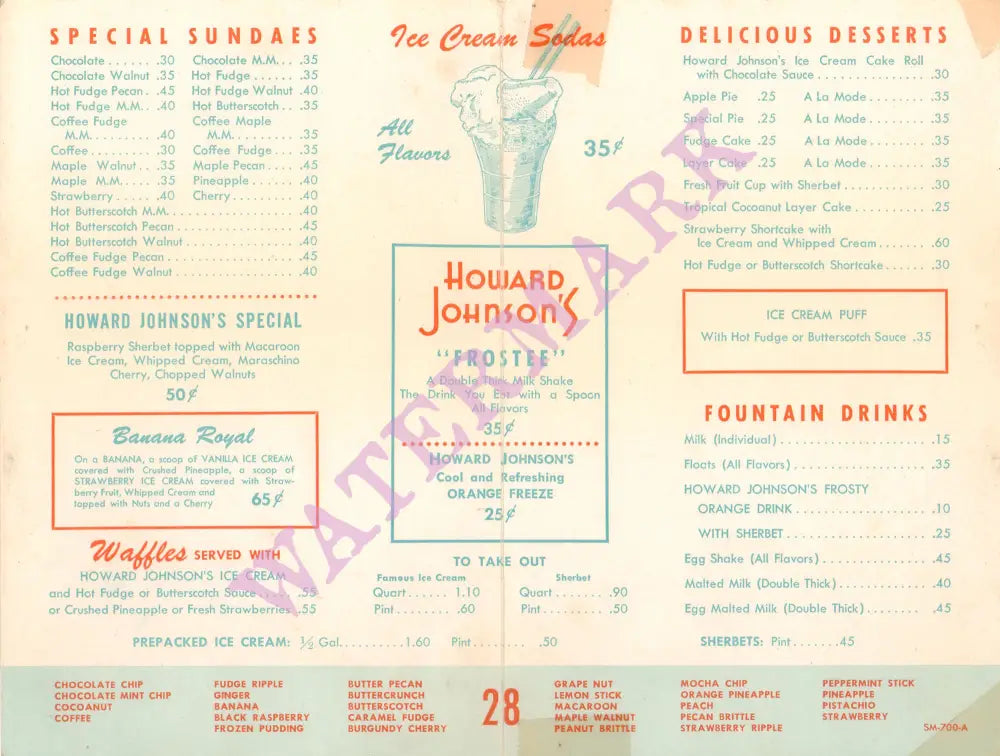 SPECIAL SUNDAES
Chocolate . . . . . . .30
Chocolate Walnut .35
Hot Fudge Pecan . .45
Hot Fudge M.M. . .40
Coffee Fudge
M.M. . . . . . . . . .40
Coffee . . . . . . . . .30
Maple Walnut . . .35
Maple M.M. . . . . .35
Strawberry . . . . . .40
Chocolate M.M. . . .35
Hot Fudge . . . . . . .35
Hot Fudge Walnut .40
Hot Butterscotch . . .35
Coffee Maple
M.M. . . . . . . . . . .35
Coffee Fudge . . . . .35
Maple Pecan . . . . .45
Pineapple . . . . . . .40
Cherry . . . . . . . . . .40
Hot Butterscotch M.M. . . . . . . . . . . . . . . . .40
Hot Butterscotch Pecan . . . . . . . . . . . . . . . .45
Hot Butterscotch Walnut . . . . . . . . . . . . . . .40
Coffee Fudge Pecan . . . . . . . . . . . . . . . . . .45
Coffee Fudge Walnut . . . . . . . . . . . . . . . . .40
HOWARD JOHNSON'S SPECIAL
Raspberry Sherbet topped with Macaroon
Ice Cream, Whipped Cream, Maraschino
Cherry, Chopped Walnuts
50¢
Banana Royal
On a BANANA, a scoop of VANILLA ICE CREAM
covered with Crushed Pineapple, a scoop of
STRAWBERRY ICE CREAM covered with Straw-
berry Fruit, Whipped Cream and
topped with Nuts and a Cherry 65¢
Waffles SERVED WITH
HOWARD JOHNSON'S ICE CREAM
and Hot Fudge or Butterscotch Sauce . . . . .55
or Crushed Pineapple or Fresh Strawberries .55
Ice Cream Sodas
All
Flavors
35¢
HOWARD
JOHNSON'S
"FROSTEE"
A Double Thick Milk Shake
The Drink You Eat with a Spoon
All Flavors
35¢
HOWARD JOHNSON'S
Cool and Refreshing
ORANGE FREEZE
25¢
TO TAKE OUT
Famous Ice Cream
Quart . . . . . . 1.10
Pint . . . . . . . . .60
Sherbet
Quart . . . . . . . . . .90
Pint . . . . . . . . . . .50
PREPACKED ICE CREAM: ½ Gal. . . . . . . . . .1.60 Pint . . . . . . . . .50
DELICIOUS DESSERTS
Howard Johnson's Ice Cream Cake Roll
with Chocolate Sauce . . . . . . . . . . . . . . .30
Apple Pie .25 A La Mode . . . . . . . .35
Special Pie .25 A La Mode . . . . . . . .35
Fudge Cake .25 A La Mode . . . . . . . .35
Layer Cake .25 A La Mode . . . . . . . .35
Fresh Fruit Cup with Sherbet . . . . . . . . . . . .30
Tropical Cocoanut Layer Cake . . . . . . . . . . .25
Strawberry Shortcake with
Ice Cream and Whipped Cream . . . . . . .60
Hot Fudge or Butterscotch Shortcake . . . . . . .30
ICE CREAM PUFF
With Hot Fudge or Butterscotch Sauce .35
FOUNTAIN DRINKS
Milk (Individual) . . . . . . . . . . . . . . . . . . . . .15
Floats (All Flavors) . . . . . . . . . . . . . . . . . . .35
HOWARD JOHNSON'S FROSTY
ORANGE DRINK . . . . . . . . . . . . . . . . . . .10
WITH SHERBET . . . . . . . . . . . . . . . . . . . .25
Egg Shake (All Flavors) . . . . . . . . . . . . . . . .45
Malted Milk (Double Thick) . . . . . . . . . . . . .40
Egg Malted Milk (Double Thick) . . . . . . . . .45
SHERBETS: Pint . . . . . . .45
CHOCOLATE CHIP
CHOCOLATE MINT CHIP
COCOANUT
COFFEE
FUDGE RIPPLE
GINGER
BANANA
BLACK RASPBERRY
FROZEN PUDDING
BUTTER PECAN
BUTTERCRUNCH
BUTTERSCOTCH
CARAMEL FUDGE
BURGUNDY CHERRY
28
GRAPE NUT
LEMON STICK
MACAROON
MAPLE WALNUT
PEANUT BRITTLE
MOCHA CHIP
ORANGE PINEAPPLE
PEACH
PECAN BRITTLE
STRAWBERRY RIPPLE
PEPPERMINT STICK
PINEAPPLE
PISTACHIO
STRAWBERRY
SM-700-A
WATERMARK